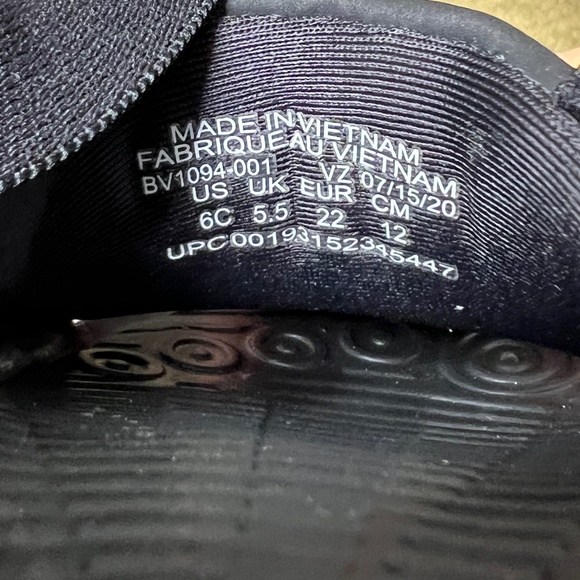 MADE IN VIETNAM
FABRIQUE AU VIETNAM
BV1094-001 VZ 07/15/20
US UK EUR CM
6C 5.5 22 12
UPC 00193152345447